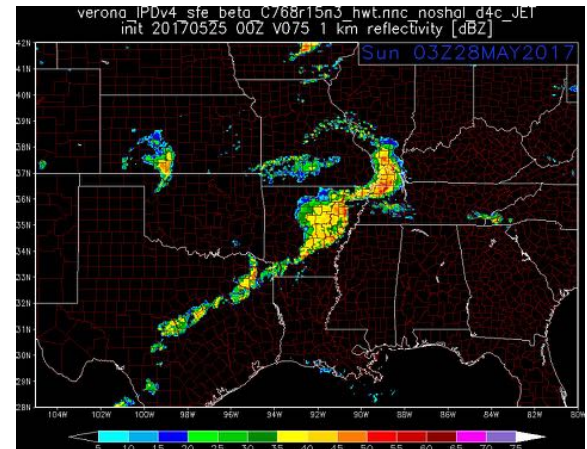 verona_IPDv4_sfe_beta_C768r15n3_hwt.nnc_noshal_d4c_JET
init 20170525 00Z V075 1 km reflectivity [dBZ]
Sun 03Z28MAY2017
42N
41N
40N
39N
38N
37N
36N
35N
34N
33N
32N
31N
30N
29N
28N
104W 102W 100W 98W 96W 94W 92W 90W 88W 86W 84W 82W 80W
5 10 15 20 25 30 35 40 45 50 55 60 65 70 75